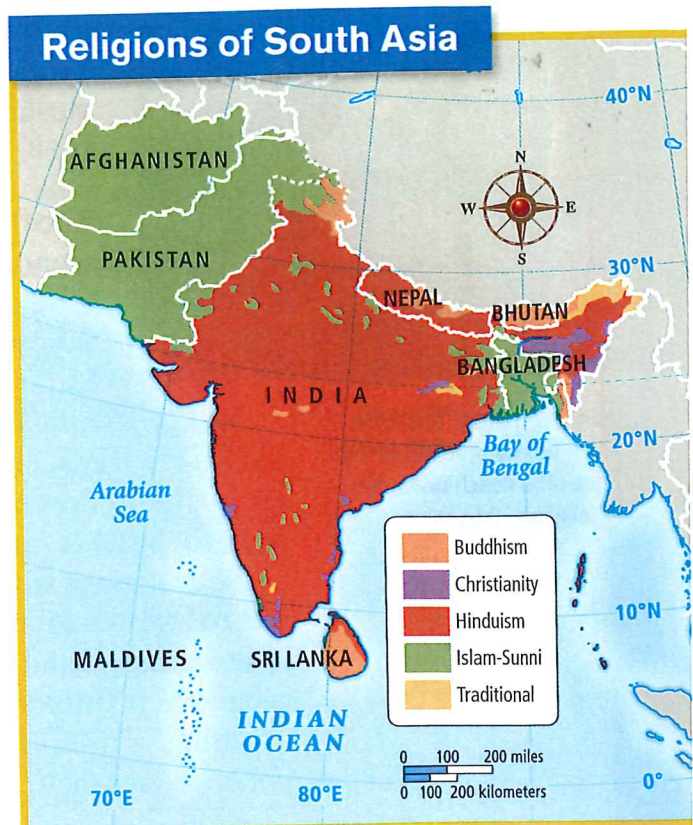 Religions of South Asia
40°N
AFGHANISTAN
N
W E
S
PAKISTAN
30°N
NEPAL
BHUTAN
BANGLADESH
INDIA
20°N
Bay of
Bengal
Arabian
Sea
Buddhism
Christianity
Hinduism
Islam-Sunni
Traditional
10°N
MALDIVES
SRI LANKA
INDIAN
OCEAN
0 100 200 miles
0 100 200 kilometers
0°
70°E
80°E